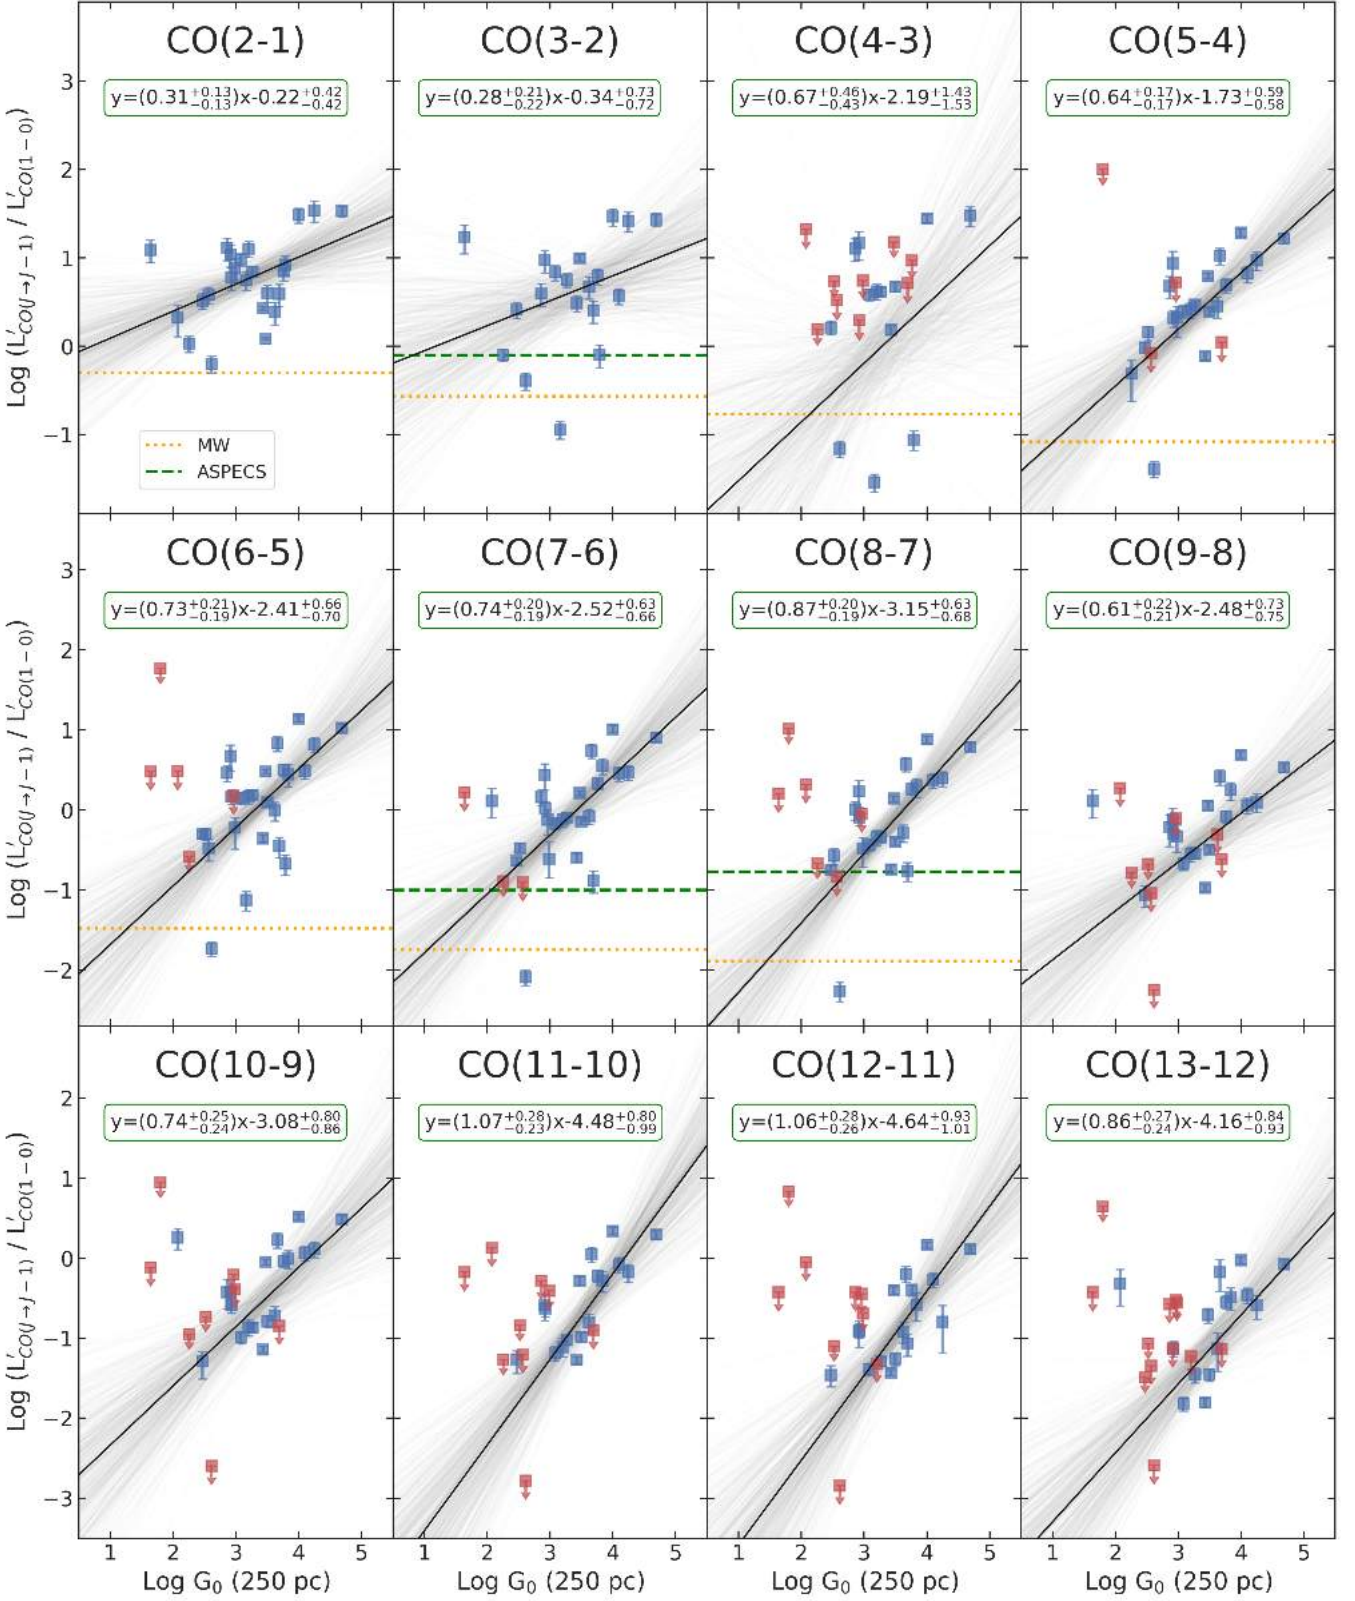 CO(2-1) CO(3-2) CO(4-3) CO(5-4)
y=(0.31+0.13−0.13)x-0.22+0.42−0.42 y=(0.28+0.21−0.22)x-0.34+0.73−0.72 y=(0.67+0.46−0.43)x-2.19+1.43−1.53 y=(0.64+0.17−0.17)x-1.73+0.59−0.58
Log (L′CO(J→J−1) / L′CO(1−0))
3
2
1
0
−1
MW
ASPECS
CO(6-5) CO(7-6) CO(8-7) CO(9-8)
y=(0.73+0.21−0.19)x-2.41+0.66−0.70 y=(0.74+0.20−0.19)x-2.52+0.63−0.66 y=(0.87+0.20−0.19)x-3.15+0.63−0.68 y=(0.61+0.22−0.21)x-2.48+0.73−0.75
Log (L′CO(J→J−1) / L′CO(1−0))
3
2
1
0
−1
−2
CO(10-9) CO(11-10) CO(12-11) CO(13-12)
y=(0.74+0.25−0.24)x-3.08+0.80−0.86 y=(1.07+0.28−0.23)x-4.48+0.80−0.99 y=(1.06+0.28−0.26)x-4.64+0.93−1.01 y=(0.86+0.27−0.24)x-4.16+0.84−0.93
Log (L′CO(J→J−1) / L′CO(1−0))
2
1
0
−1
−2
−3
1 2 3 4 5 1 2 3 4 5 1 2 3 4 5 1 2 3 4 5
Log G₀ (250 pc) Log G₀ (250 pc) Log G₀ (250 pc) Log G₀ (250 pc)